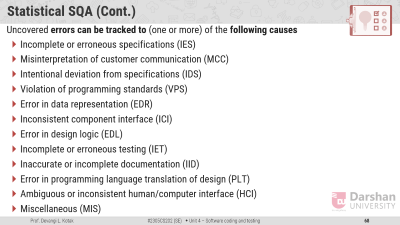 Statistical SQA (Cont.)
Uncovered errors can be tracked to (one or more) of the following causes
Incomplete or erroneous specifications (IES)
Misinterpretation of customer communication (MCC)
Intentional deviation from specifications (IDS)
Violation of programming standards (VPS)
Error in data representation (EDR)
Inconsistent component interface (ICI)
Error in design logic (EDL)
Incomplete or erroneous testing (IET)
Inaccurate or incomplete documentation (IID)
Error in programming language translation of design (PLT)
Ambiguous or inconsistent human/computer interface (HCI)
Miscellaneous (MIS)
Darshan
UNIVERSITY
Prof. Devangi L. Kotak
(SE) • Unit 4 – Software coding and testing
68